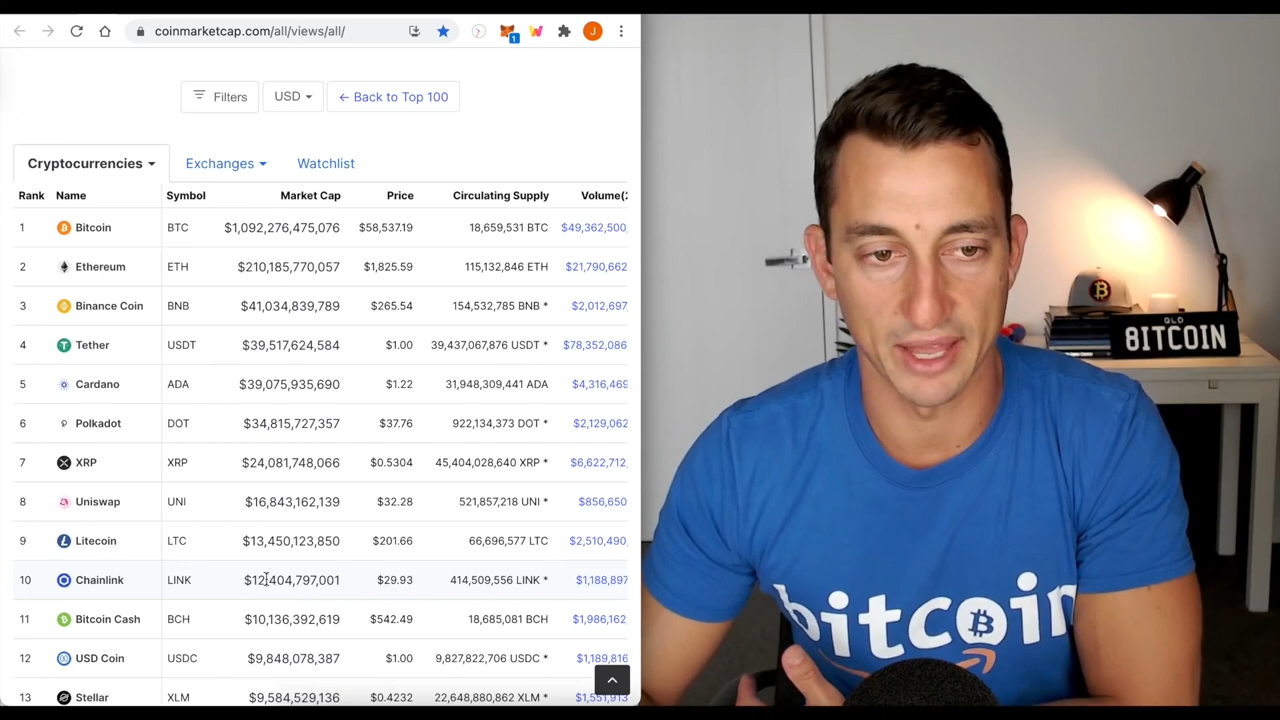 coinmarketcap.com/all/views/all/
1
J
Filters
USD
← Back to Top 100
Cryptocurrencies
Exchanges
Watchlist
Rank Name Symbol Market Cap Price Circulating Supply Volume(2
1 Bitcoin BTC $1,092,276,475,076 $58,537.19 18,659,531 BTC $49,362,500,
2 Ethereum ETH $210,185,770,057 $1,825.59 115,132,846 ETH $21,790,662
3 Binance Coin BNB $41,034,839,789 $265.54 154,532,785 BNB * $2,012,697
4 Tether USDT $39,517,624,584 $1.00 39,437,067,876 USDT * $78,352,086
5 Cardano ADA $39,075,935,690 $1.22 31,948,309,441 ADA $4,316,469
6 Polkadot DOT $34,815,727,357 $37.76 922,134,373 DOT * $2,129,062
7 XRP XRP $24,081,748,066 $0.5304 45,404,028,640 XRP * $6,622,712,
8 Uniswap UNI $16,843,162,139 $32.28 521,857,218 UNI * $856,650
9 Litecoin LTC $13,450,123,850 $201.66 66,696,577 LTC $2,510,490,
10 Chainlink LINK $12,404,797,001 $29.93 414,509,556 LINK * $1,188,897
11 Bitcoin Cash BCH $10,136,392,619 $542.49 18,685,081 BCH $1,986,162
12 USD Coin USDC $9,848,078,387 $1.00 9,827,822,706 USDC * $1,189,816
13 Stellar XLM $9,584,529,136 $0.4232 22,648,880,862 XLM * $1,551,913
QLD
8ITCOIN
bitcoin